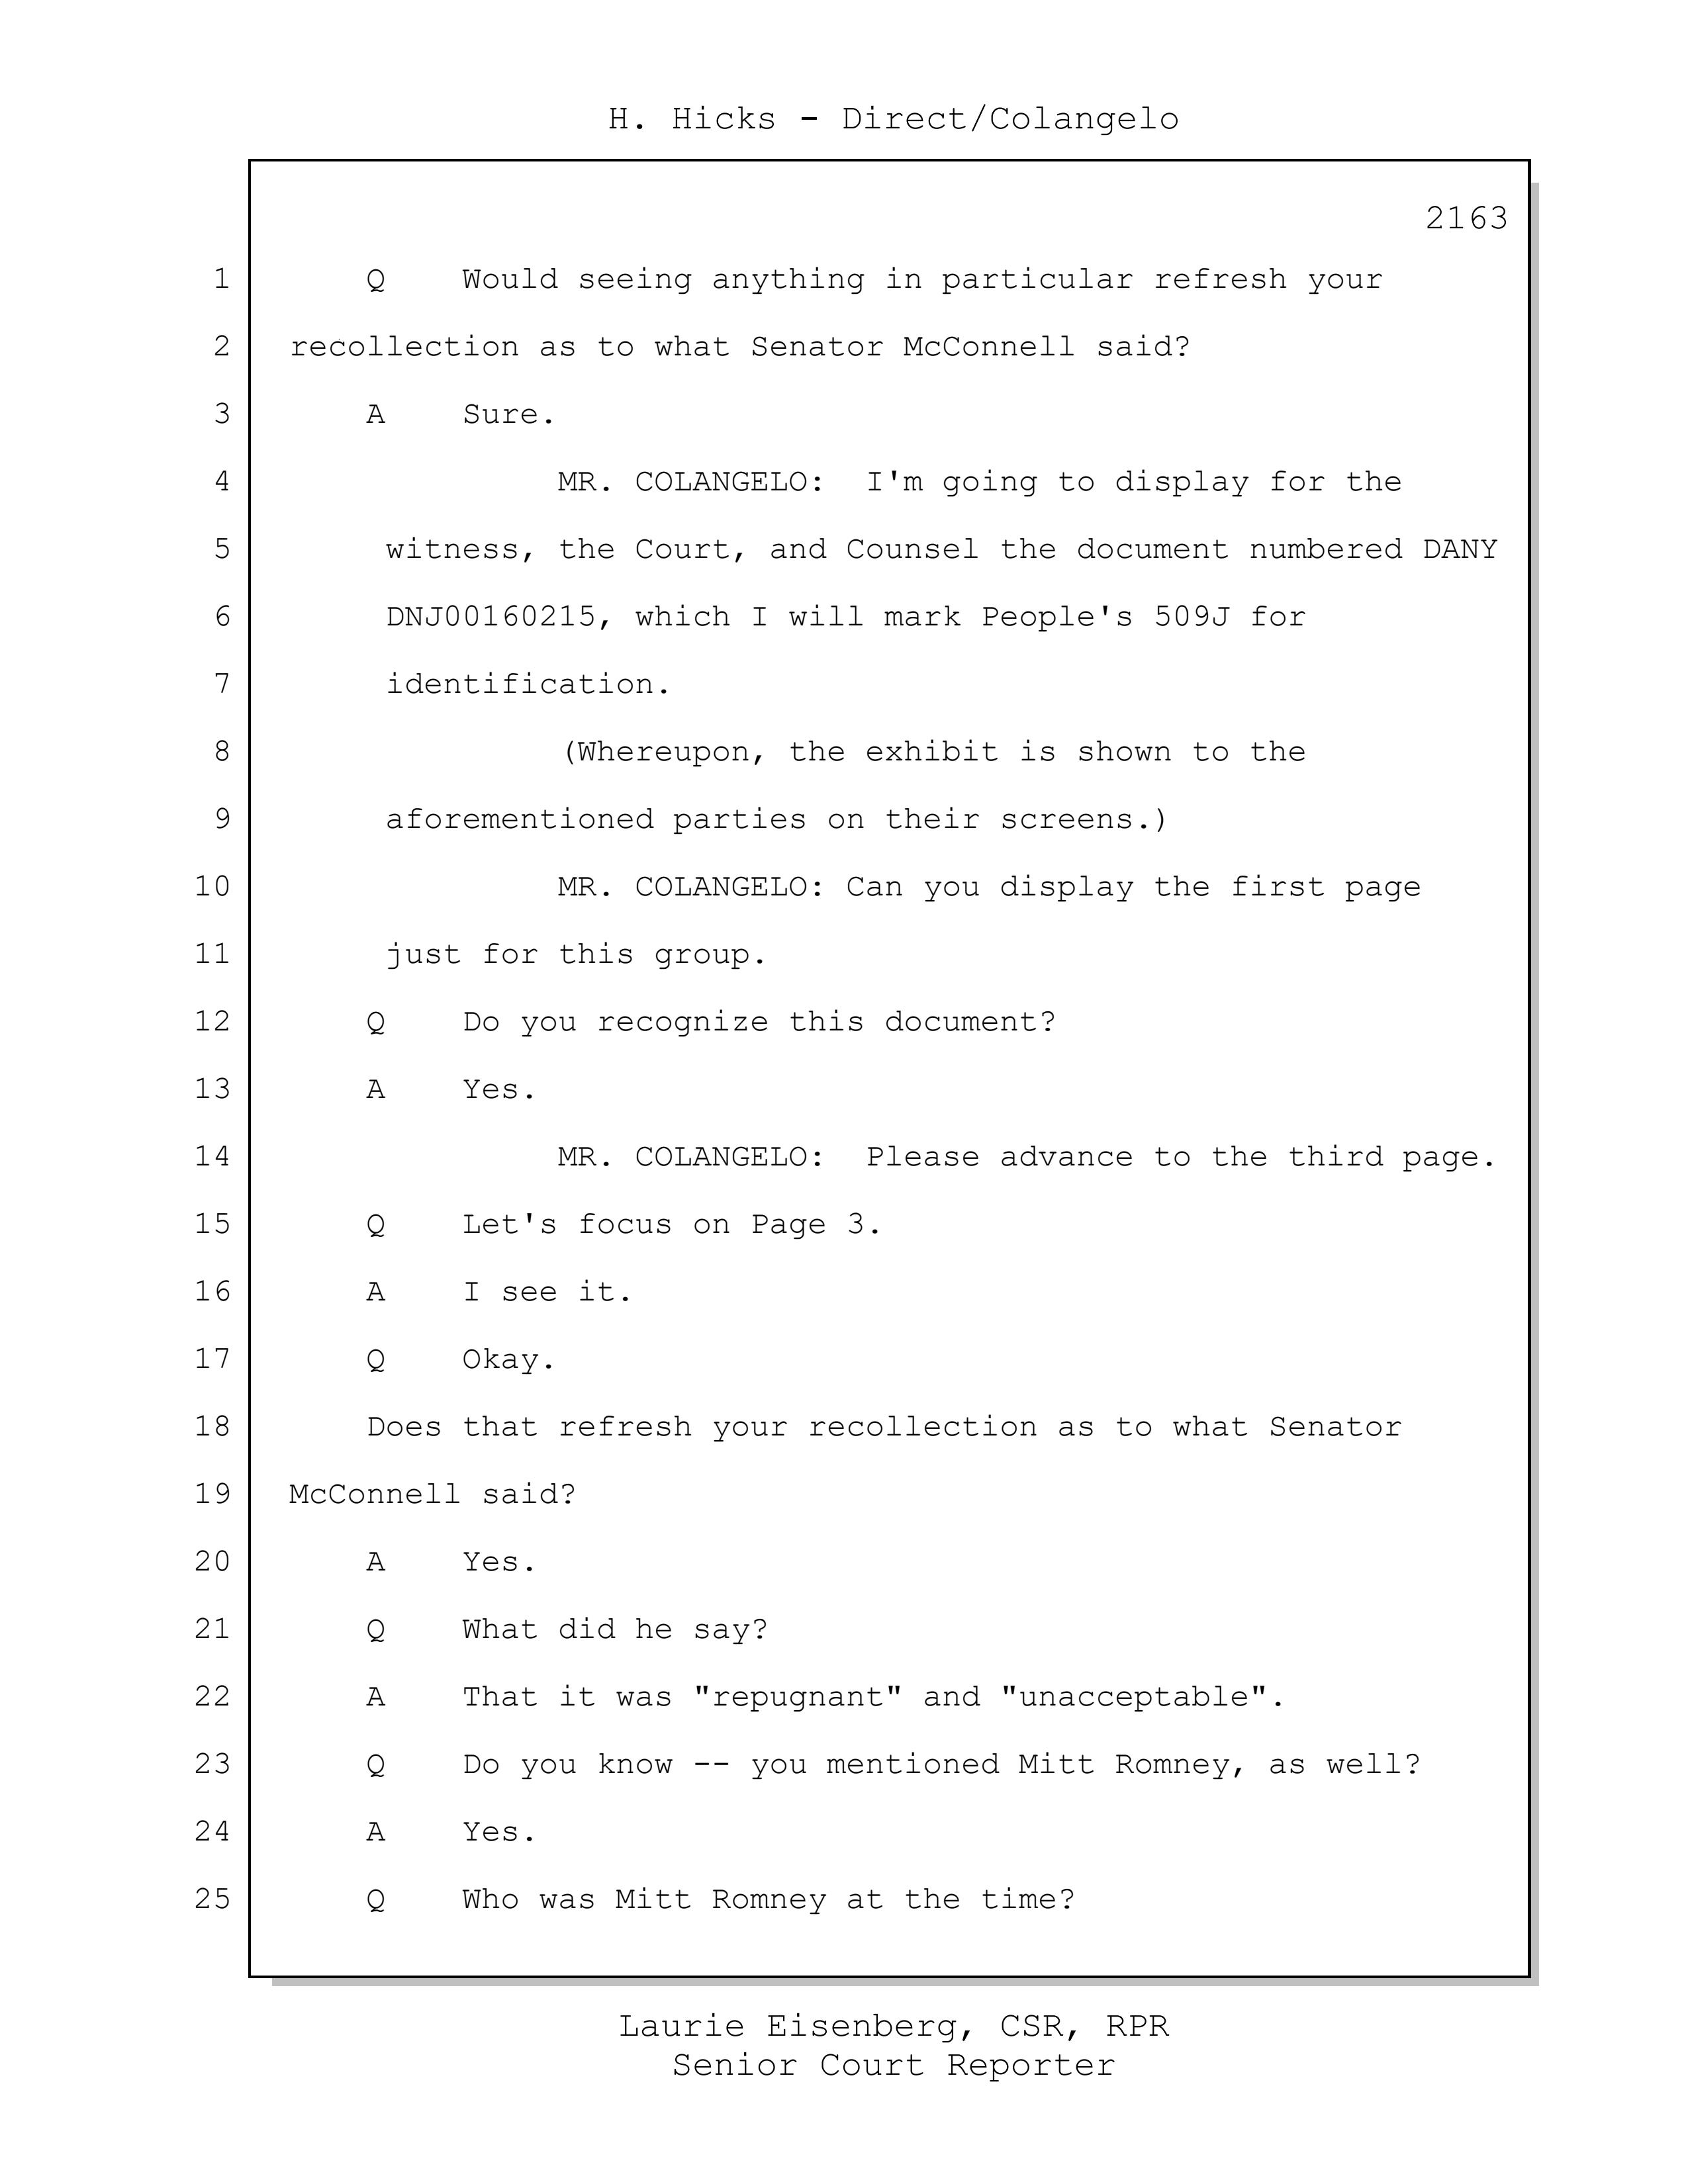 H. Hicks - Direct/Colangelo
2163
1 Q Would seeing anything in particular refresh your
2 recollection as to what Senator McConnell said?
3 A Sure.
4 MR. COLANGELO: I'm going to display for the
5 witness, the Court, and Counsel the document numbered DANY
6 DNJ00160215, which I will mark People's 509J for
7 identification.
8 (Whereupon, the exhibit is shown to the
9 aforementioned parties on their screens.)
10 MR. COLANGELO: Can you display the first page
11 just for this group.
12 Q Do you recognize this document?
13 A Yes.
14 MR. COLANGELO: Please advance to the third page.
15 Q Let's focus on Page 3.
16 A I see it.
17 Q Okay.
18 Does that refresh your recollection as to what Senator
19 McConnell said?
20 A Yes.
21 Q What did he say?
22 A That it was "repugnant" and "unacceptable".
23 Q Do you know -- you mentioned Mitt Romney, as well?
24 A Yes.
25 Q Who was Mitt Romney at the time?
Laurie Eisenberg, CSR, RPR
Senior Court Reporter